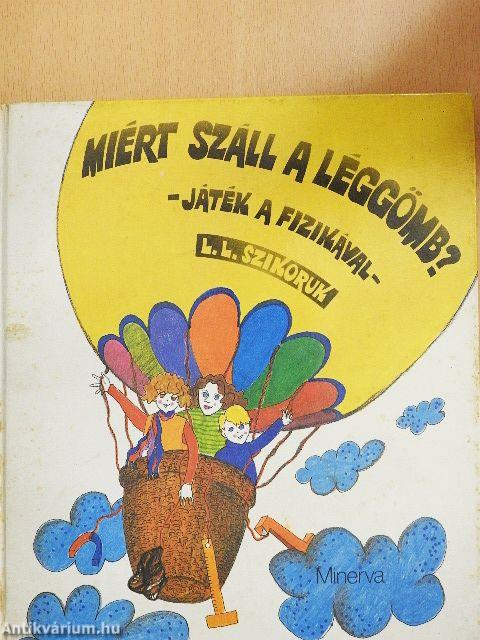 MIÉRT SZÁLL A LÉGGÖMB?
- JÁTÉK A FIZIKÁVAL -
L. L. SZIKORUK
Minerva
Antikvárium.hu